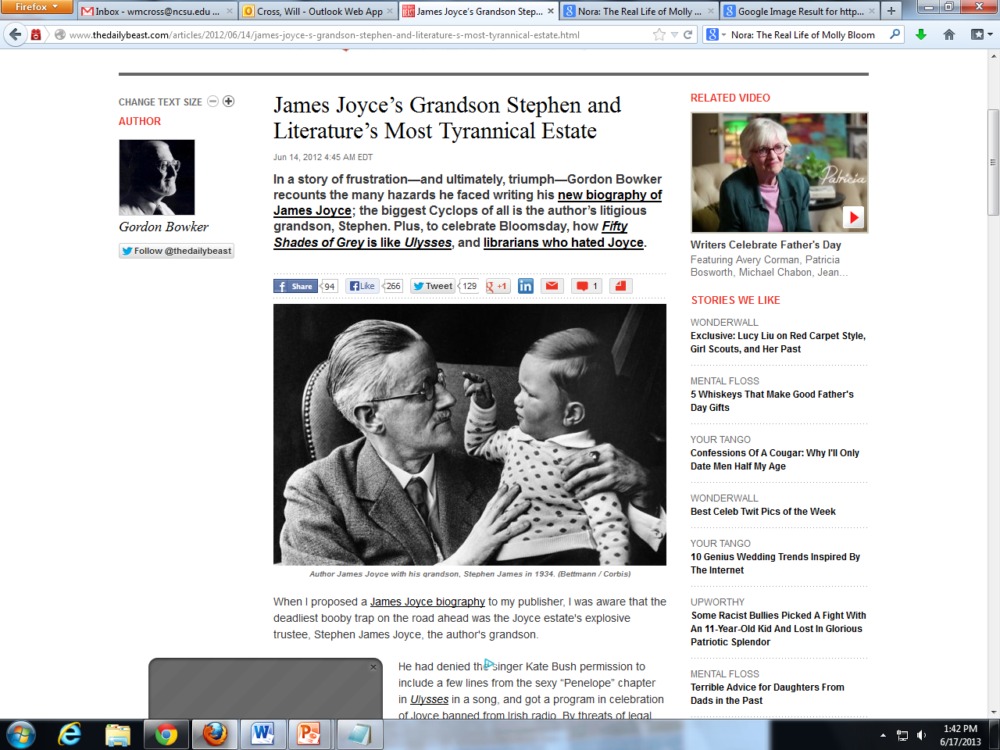 Firefox
Inbox - wmcross@ncsu.edu ...
Cross, Will - Outlook Web App
James Joyce's Grandson Step...
Nora: The Real Life of Molly ...
Google Image Result for http...
www.thedailybeast.com/articles/2012/06/14/james-joyce-s-grandson-stephen-and-literature-s-most-tyrannical-estate.html
Nora: The Real Life of Molly Bloom
CHANGE TEXT SIZE
AUTHOR
Gordon Bowker
Follow @thedailybeast
James Joyce’s Grandson Stephen and
Literature’s Most Tyrannical Estate
Jun 14, 2012 4:45 AM EDT
In a story of frustration—and ultimately, triumph—Gordon Bowker
recounts the many hazards he faced writing his new biography of
James Joyce; the biggest Cyclops of all is the author’s litigious
grandson, Stephen. Plus, to celebrate Bloomsday, how Fifty
Shades of Grey is like Ulysses, and librarians who hated Joyce.
Share 94 Like 266 Tweet 129 +1 in 1
Author James Joyce with his grandson, Stephen James in 1934. (Bettmann / Corbis)
When I proposed a James Joyce biography to my publisher, I was aware that the
deadliest booby trap on the road ahead was the Joyce estate's explosive
trustee, Stephen James Joyce, the author's grandson.
He had denied the singer Kate Bush permission to
include a few lines from the sexy “Penelope” chapter
in Ulysses in a song, and got a program in celebration
of Joyce banned from Irish radio. By threats of legal
RELATED VIDEO
Patricia
Writers Celebrate Father's Day
Featuring Avery Corman, Patricia
Bosworth, Michael Chabon, Jean...
STORIES WE LIKE
WONDERWALL
Exclusive: Lucy Liu on Red Carpet Style,
Girl Scouts, and Her Past
MENTAL FLOSS
5 Whiskeys That Make Good Father's
Day Gifts
YOUR TANGO
Confessions Of A Cougar: Why I'll Only
Date Men Half My Age
WONDERWALL
Best Celeb Twit Pics of the Week
YOUR TANGO
10 Genius Wedding Trends Inspired By
The Internet
UPWORTHY
Some Racist Bullies Picked A Fight With
An 11-Year-Old Kid And Lost In Glorious
Patriotic Splendor
MENTAL FLOSS
Terrible Advice for Daughters From
Dads in the Past
1:42 PM
6/17/2013